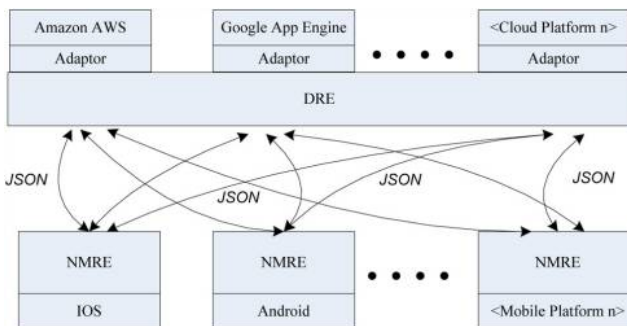 Amazon AWS
Google App Engine
<Cloud Platform n>
Adaptor
Adaptor
Adaptor
DRE
JSON
JSON
JSON
JSON
NMRE
NMRE
NMRE
IOS
Android
<Mobile Platform n>